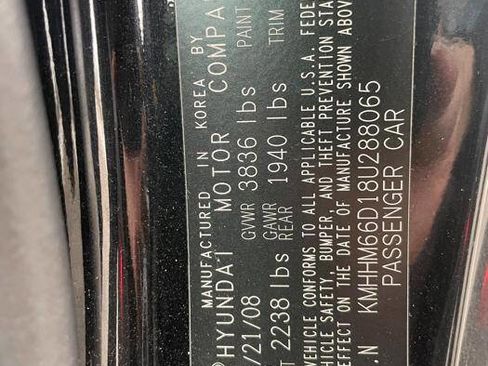 MANUFACTURED IN KOREA BY
HYUNDAI MOTOR COMPA
/21/08 GVWR 3836 lbs PAINT
T 2238 lbs GAWR REAR 1940 lbs TRIM
VEHICLE CONFORMS TO ALL APPLICABLE U.S.A. FEDE
VEHICLE SAFETY, BUMPER, AND THEFT PREVENTION STA
EFFECT ON THE DATE OF MANUFACTURE SHOWN ABOVE
.N KMHHM66D18U288065
PASSENGER CAR